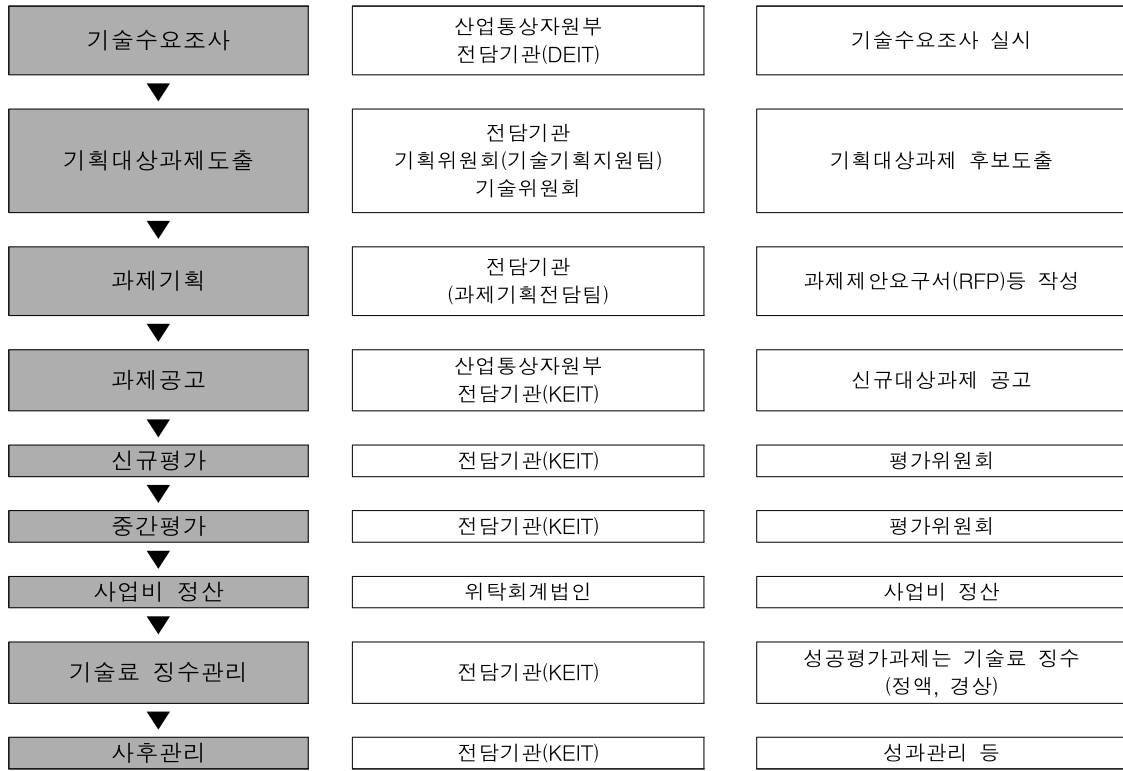 기술수요조사
산업통상자원부
전담기관(DEIT)
기술수요조사 실시
기획대상과제도출
전담기관
기획위원회(기술기획지원팀)
기술위원회
기획대상과제 후보도출
과제기획
전담기관
(과제기획전담팀)
과제제안요구서(RFP)등 작성
과제공고
산업통상자원부
전담기관(KEIT)
신규대상과제 공고
신규평가
전담기관(KEIT)
평가위원회
중간평가
전담기관(KEIT)
평가위원회
사업비 정산
위탁회계법인
사업비 정산
기술료 징수관리
전담기관(KEIT)
성공평가과제는 기술료 징수
(정액, 경상)
사후관리
전담기관(KEIT)
성과관리 등